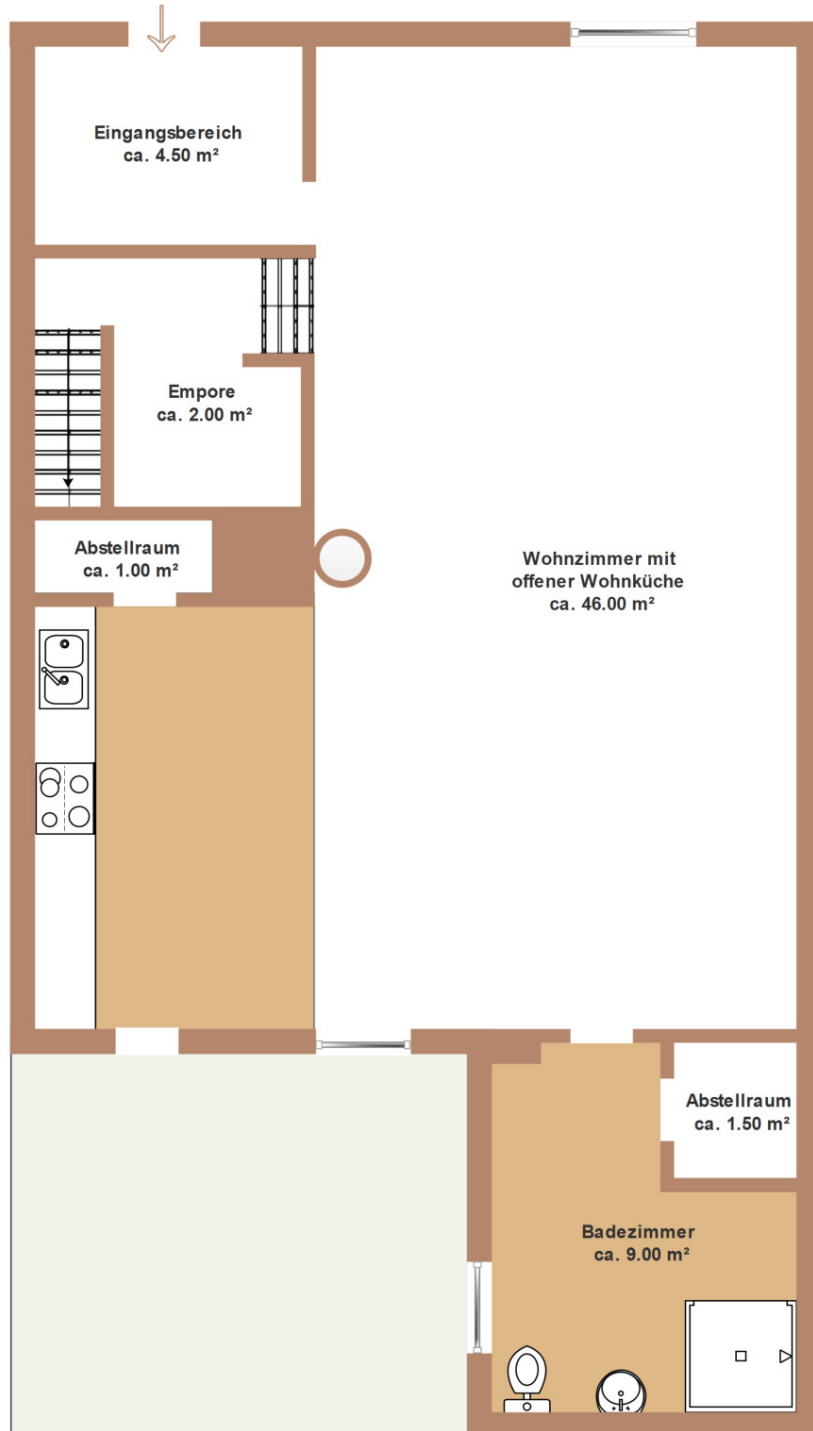 Eingangsbereich
ca. 4.50 m²
Empore
ca. 2.00 m²
Abstellraum
ca. 1.00 m²
Wohnzimmer mit
offener Wohnküche
ca. 46.00 m²
Abstellraum
ca. 1.50 m²
Badezimmer
ca. 9.00 m²